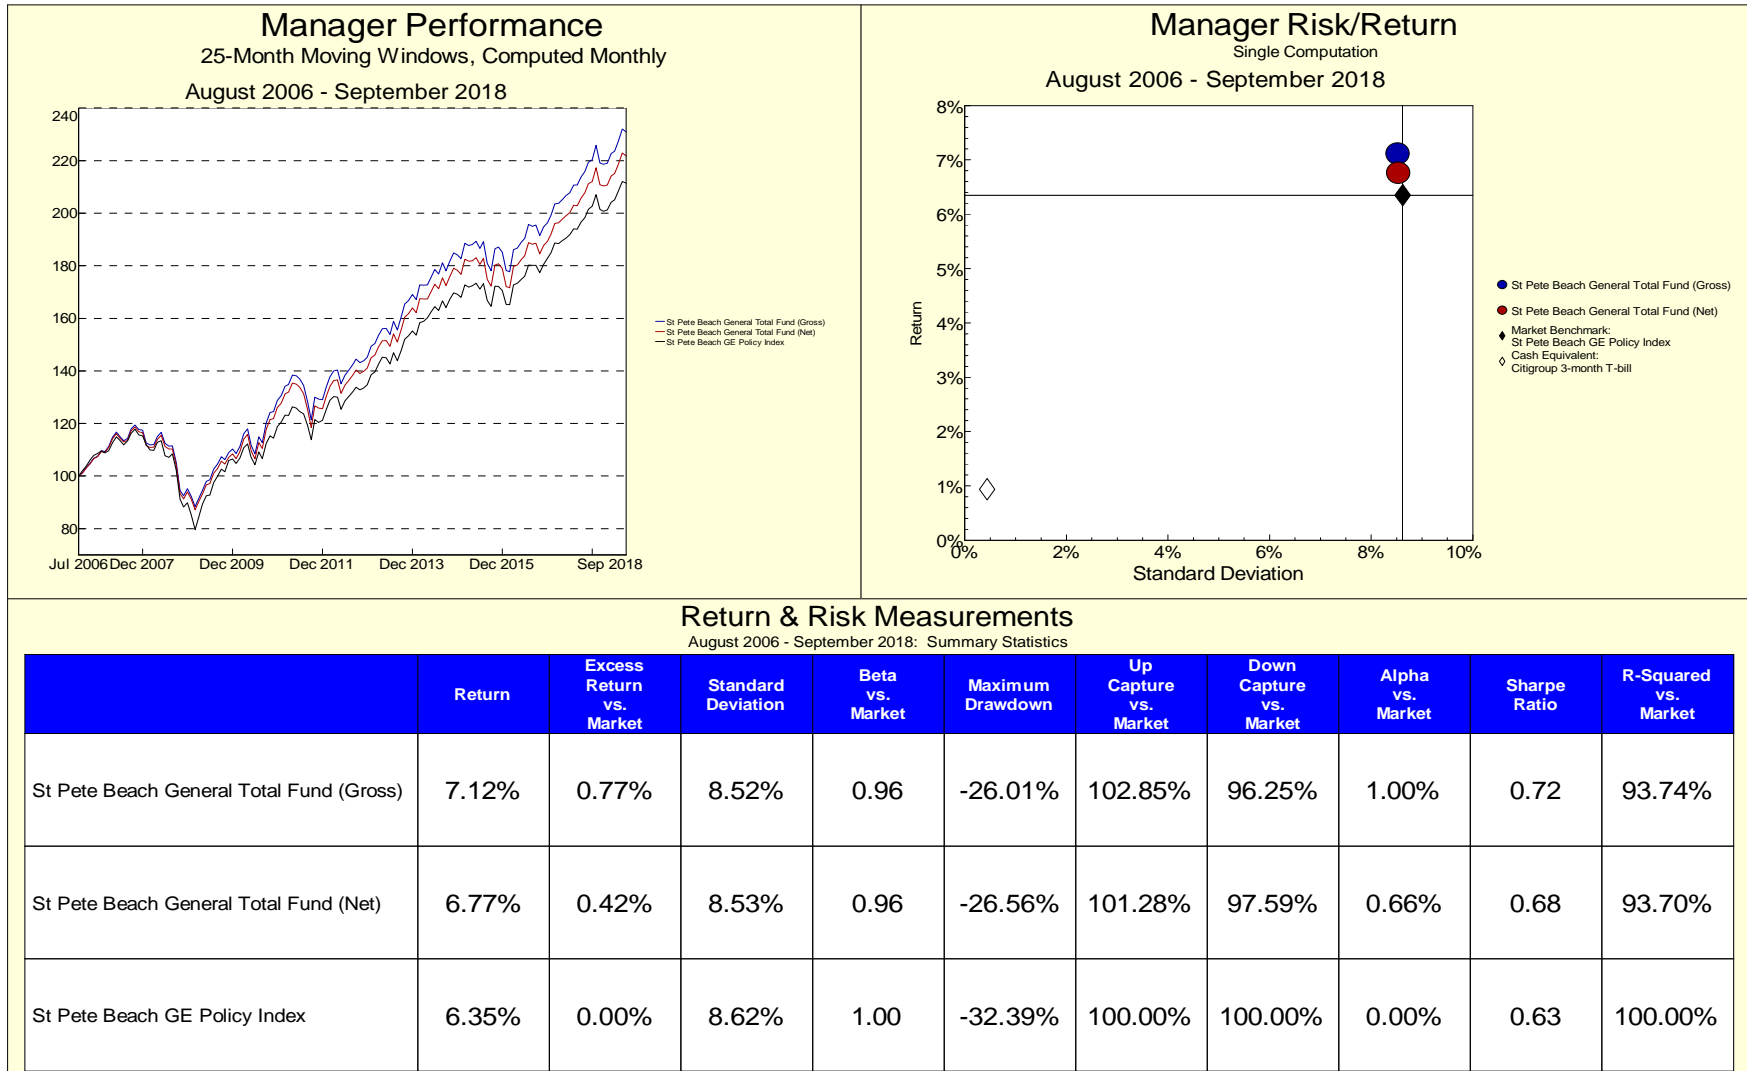 Manager Performance
25-Month Moving Windows, Computed Monthly
August 2006 - September 2018
240
220
200
180
160
140
120
100
80
Jul 2006 Dec 2007 Dec 2009 Dec 2011 Dec 2013 Dec 2015 Sep 2018
St Pete Beach General Total Fund (Gross)
St Pete Beach General Total Fund (Net)
St Pete Beach GE Policy Index
Manager Risk/Return
Single Computation
August 2006 - September 2018
Return
8%
7%
6%
5%
4%
3%
2%
1%
0%
0% 2% 4% 6% 8% 10%
Standard Deviation
St Pete Beach General Total Fund (Gross)
St Pete Beach General Total Fund (Net)
Market Benchmark:
St Pete Beach GE Policy Index
Cash Equivalent:
Citigroup 3-month T-bill
Return & Risk Measurements
August 2006 - September 2018: Summary Statistics
Return
Excess
Return
vs.
Market
Standard
Deviation
Beta
vs.
Market
Maximum
Drawdown
Up
Capture
vs.
Market
Down
Capture
vs.
Market
Alpha
vs.
Market
Sharpe
Ratio
R-Squared
vs.
Market
St Pete Beach General Total Fund (Gross) 7.12% 0.77% 8.52% 0.96 -26.01% 102.85% 96.25% 1.00% 0.72 93.74%
St Pete Beach General Total Fund (Net) 6.77% 0.42% 8.53% 0.96 -26.56% 101.28% 97.59% 0.66% 0.68 93.70%
St Pete Beach GE Policy Index 6.35% 0.00% 8.62% 1.00 -32.39% 100.00% 100.00% 0.00% 0.63 100.00%